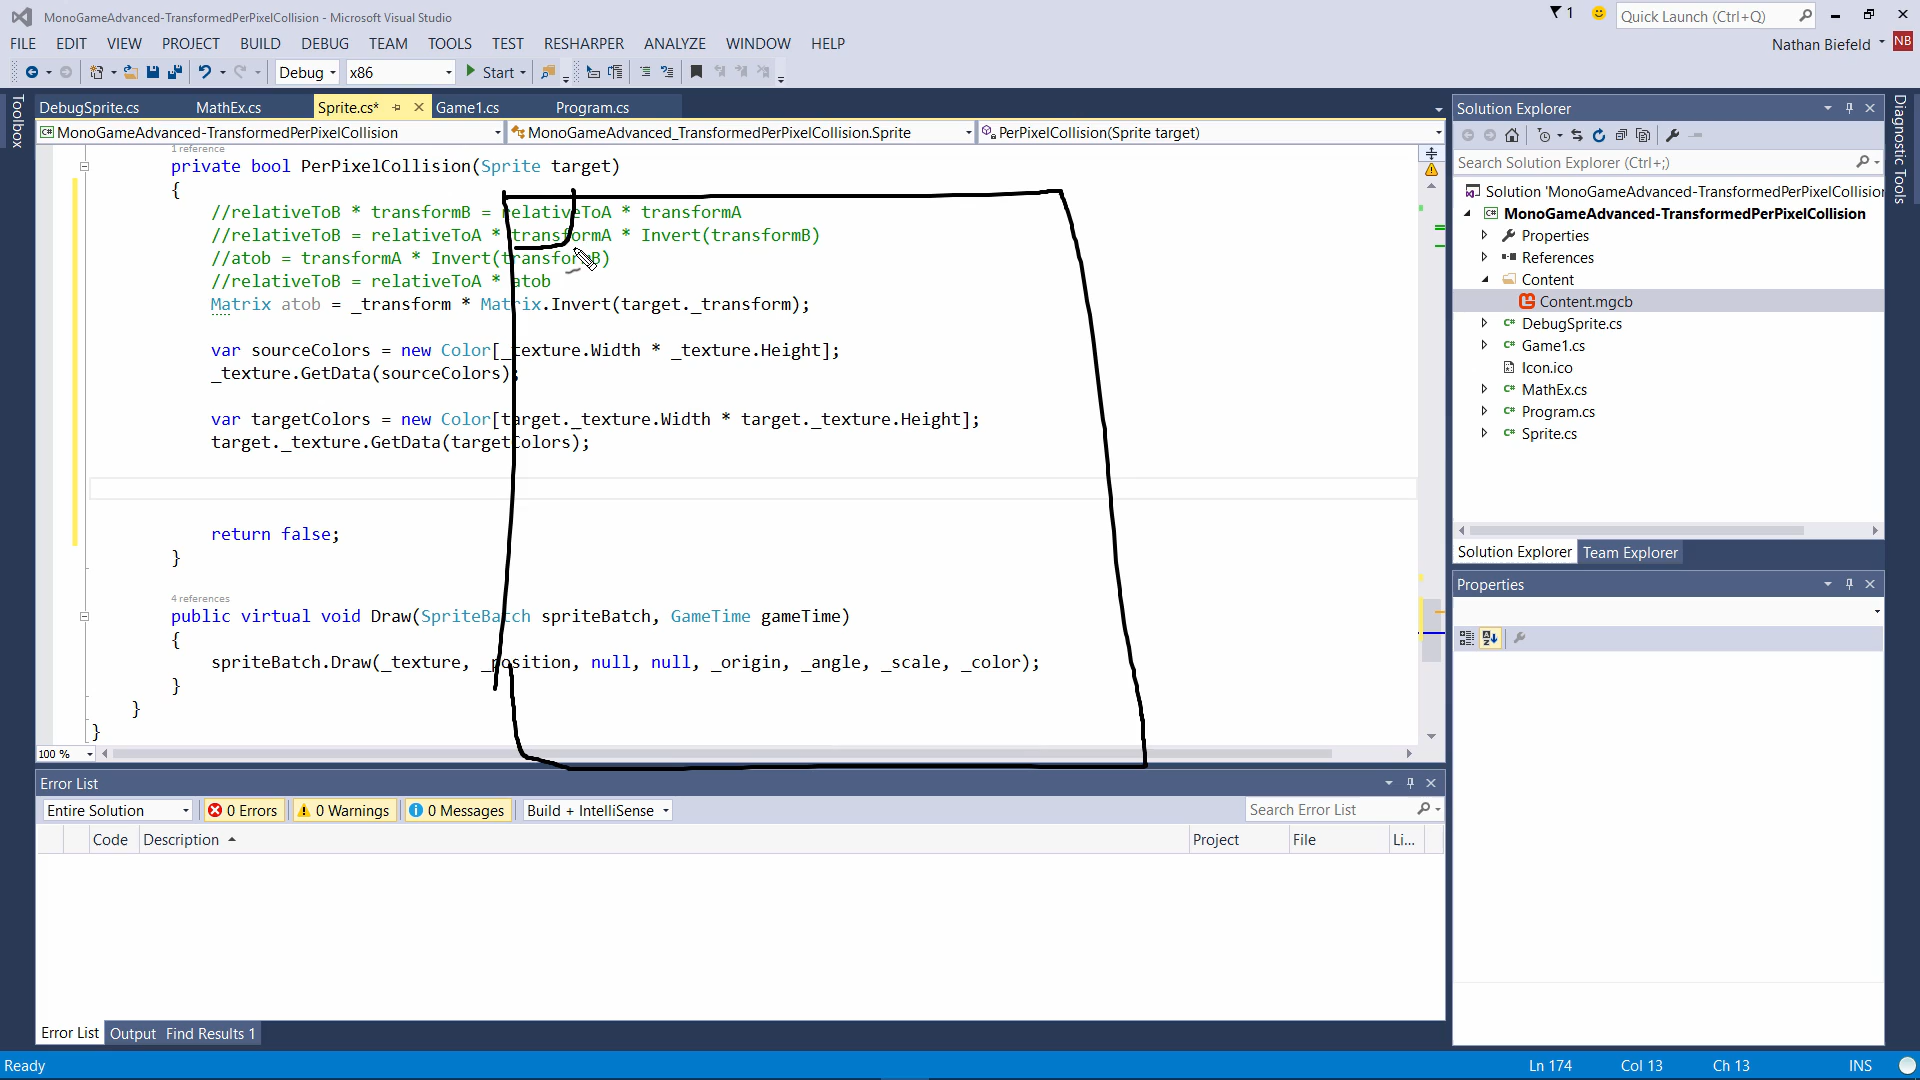 MonoGameAdvanced-TransformedPerPixelCollision - Microsoft Visual Studio
1
Quick Launch (Ctrl+Q)
FILE EDIT VIEW PROJECT BUILD DEBUG TEAM TOOLS TEST RESHARPER ANALYZE WINDOW HELP
Nathan Biefeld NB
Debug x86 Start
Toolbox
DebugSprite.cs MathEx.cs Sprite.cs* Game1.cs Program.cs
MonoGameAdvanced-TransformedPerPixelCollision MonoGameAdvanced_TransformedPerPixelCollision.Sprite PerPixelCollision(Sprite target)
1 reference
private bool PerPixelCollision(Sprite target)
{
//relativeToB * transformB = relativeToA * transformA
//relativeToB = relativeToA * transformA * Invert(transformB)
//atob = transformA * Invert(transformB)
//relativeToB = relativeToA * atob
Matrix atob = _transform * Matrix.Invert(target._transform);
var sourceColors = new Color[_texture.Width * _texture.Height];
_texture.GetData(sourceColors);
var targetColors = new Color[target._texture.Width * target._texture.Height];
target._texture.GetData(targetColors);
return false;
}
4 references
public virtual void Draw(SpriteBatch spriteBatch, GameTime gameTime)
{
spriteBatch.Draw(_texture, _position, null, null, _origin, _angle, _scale, _color);
}
}
}
100 %
Solution Explorer
Search Solution Explorer (Ctrl+;)
Solution 'MonoGameAdvanced-TransformedPerPixelCollision
MonoGameAdvanced-TransformedPerPixelCollision
Properties
References
Content
Content.mgcb
DebugSprite.cs
Game1.cs
Icon.ico
MathEx.cs
Program.cs
Sprite.cs
Solution Explorer Team Explorer
Properties
Diagnostic Tools
Error List
Entire Solution 0 Errors 0 Warnings 0 Messages Build + IntelliSense Search Error List
Code Description Project File Li...
Error List Output Find Results 1
Ready Ln 174 Col 13 Ch 13 INS